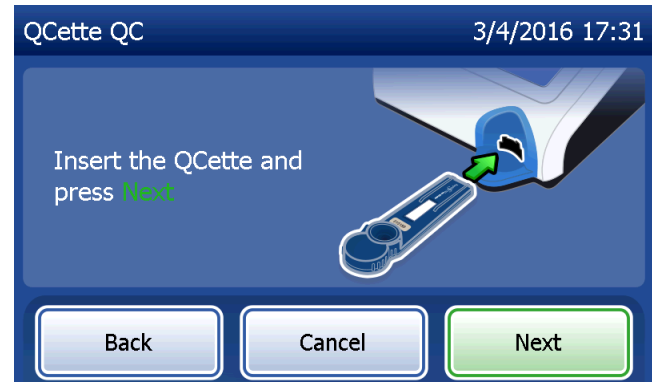 QCette QC 3/4/2016 17:31
Insert the QCette and
press Next
Back Cancel Next